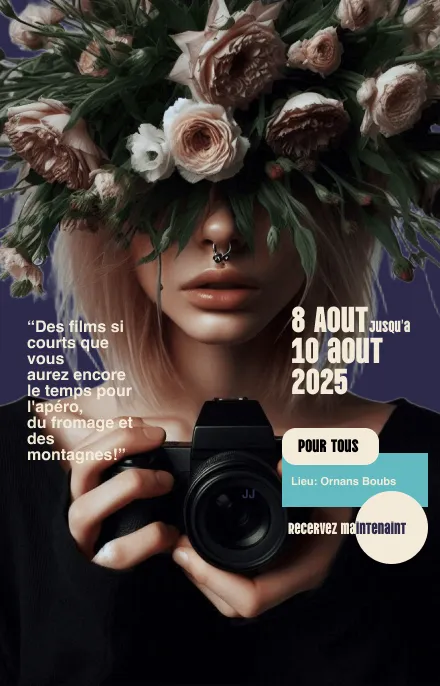 “Des films si
courts que
vous
aurez encore
le temps pour
l'apéro,
du fromage et
des
montagnes!”
8 AOUT JUSQU'A
10 AOUT
2025
POUR TOUS
Lieu: Ornans Boubs
RECERVEZ MAINTENAINT
JJ